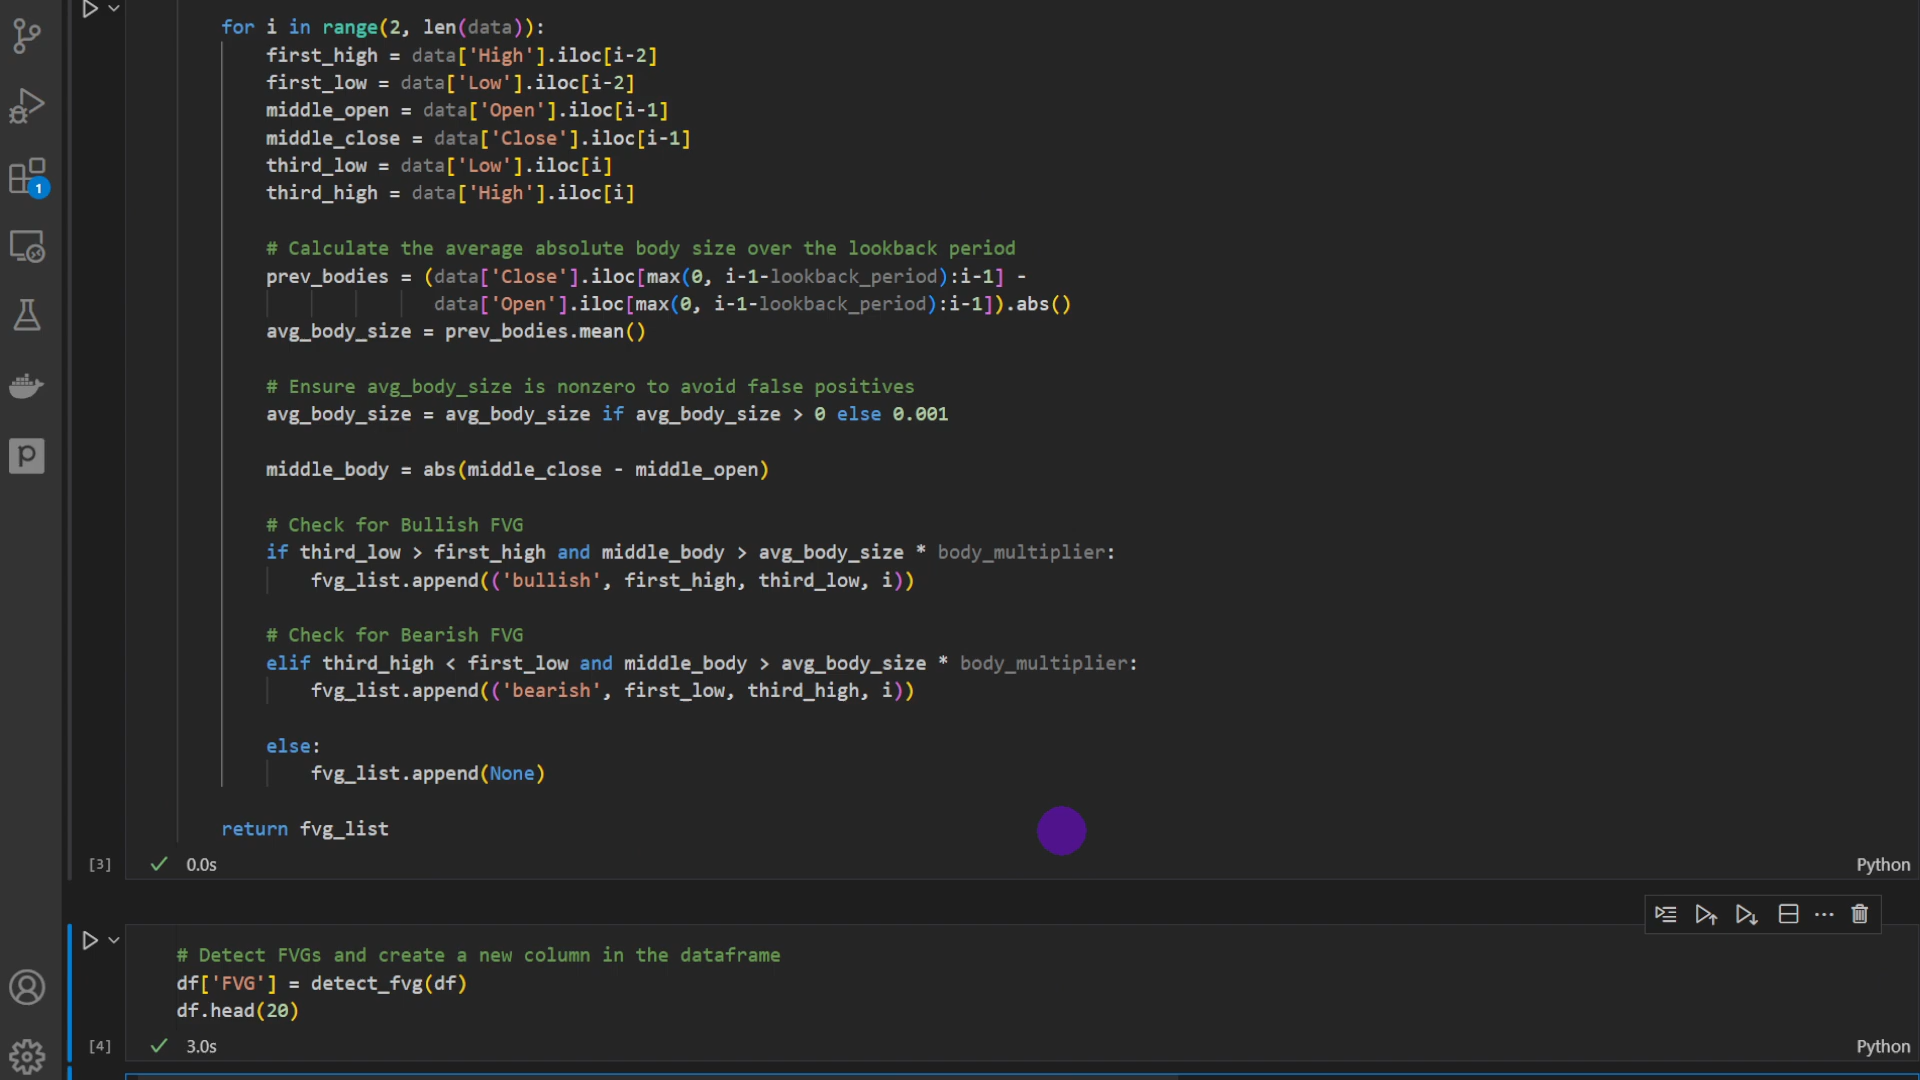 for i in range(2, len(data)):
    first_high = data['High'].iloc[i-2]
    first_low = data['Low'].iloc[i-2]
    middle_open = data['Open'].iloc[i-1]
    middle_close = data['Close'].iloc[i-1]
    third_low = data['Low'].iloc[i]
    third_high = data['High'].iloc[i]
    # Calculate the average absolute body size over the lookback period
    prev_bodies = (data['Close'].iloc[max(0, i-1-lookback_period):i-1] -
                   data['Open'].iloc[max(0, i-1-lookback_period):i-1]).abs()
    avg_body_size = prev_bodies.mean()
    # Ensure avg_body_size is nonzero to avoid false positives
    avg_body_size = avg_body_size if avg_body_size > 0 else 0.001
    middle_body = abs(middle_close - middle_open)
    # Check for Bullish FVG
    if third_low > first_high and middle_body > avg_body_size * body_multiplier:
        fvg_list.append(('bullish', first_high, third_low, i))
    # Check for Bearish FVG
    elif third_high < first_low and middle_body > avg_body_size * body_multiplier:
        fvg_list.append(('bearish', first_low, third_high, i))
    else:
        fvg_list.append(None)
return fvg_list
[3] 0.0s Python
1
# Detect FVGs and create a new column in the dataframe
df['FVG'] = detect_fvg(df)
df.head(20)
[4] 3.0s Python